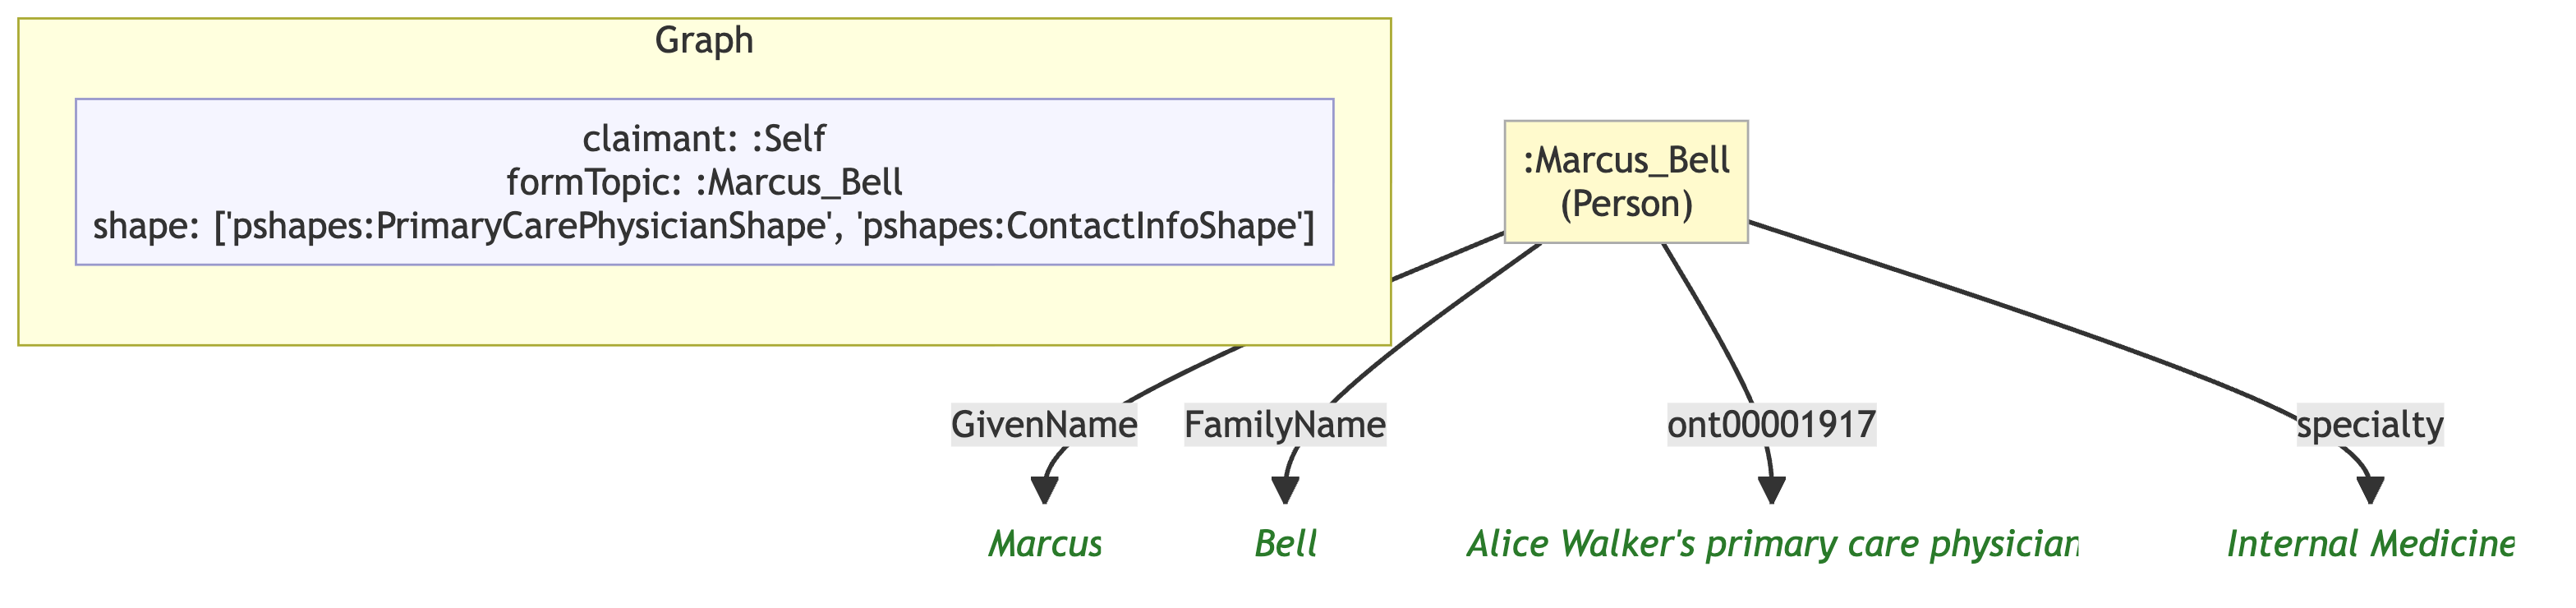 Graph
claimant: :Self
formTopic: :Marcus_Bell
shape: ['pshapes:PrimaryCarePhysicianShape', 'pshapes:ContactInfoShape']
:Marcus_Bell
(Person)
GivenName
FamilyName
ont00001917
specialty
Marcus
Bell
Alice Walker's primary care physician
Internal Medicine